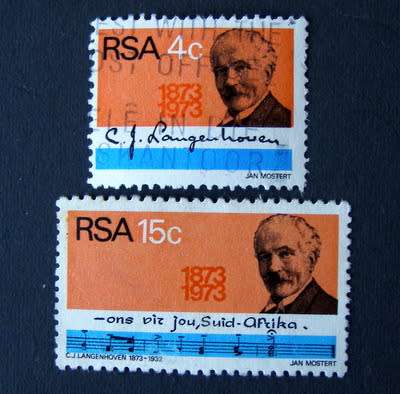 RSA 4c
1873
1973
C. J. Langenhoven
JAN MOSTERT
RSA 15c
1873
1973
- ons vir jou, Suid-Afrika.
C.J. LANGENHOVEN 1873-1932
JAN MOSTERT